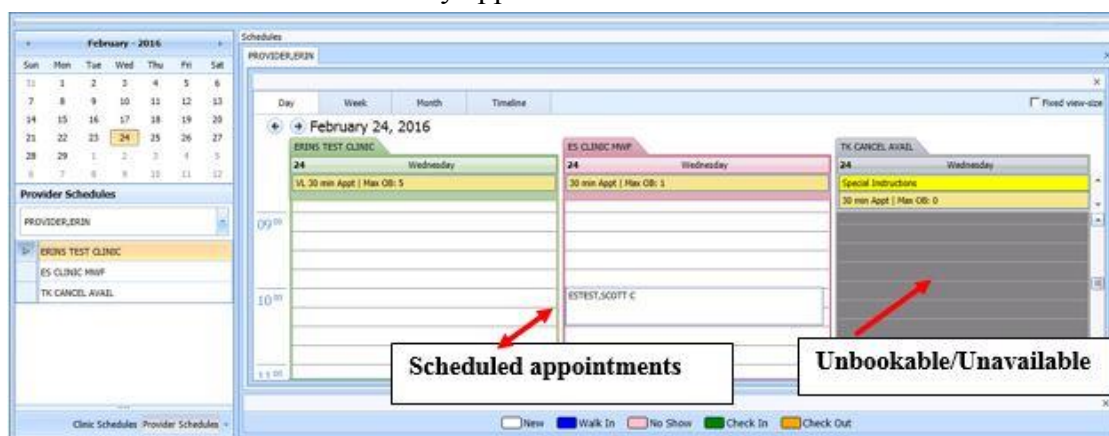 February - 2016
Sun Mon Tue Wed Thu Fri Sat
31 1 2 3 4 5 6
7 8 9 10 11 12 13
14 15 16 17 18 19 20
21 22 23 24 25 26 27
28 29 1 2 3 4 5
6 7 8 9 10 11 12
Provider Schedules
PROVIDER,ERIN
ERINS TEST CLINIC
ES CLINIC MWF
TK CANCEL AVAIL
Clinic Schedules Provider Schedules
Schedules
PROVIDER,ERIN
Day Week Month Timeline Fixed view-size
February 24, 2016
ERINS TEST CLINIC ES CLINIC MWF TK CANCEL AVAIL
24 Wednesday 24 Wednesday 24 Wednesday
VL 30 min Appt | Max OB: 5 30 min Appt | Max OB: 1 Special Instructions
30 min Appt | Max OB: 0
09 00
10 00 ESTEST,SCOTT C
Scheduled appointments Unbookable/Unavailable
11 00
New Walk In No Show Check In Check Out